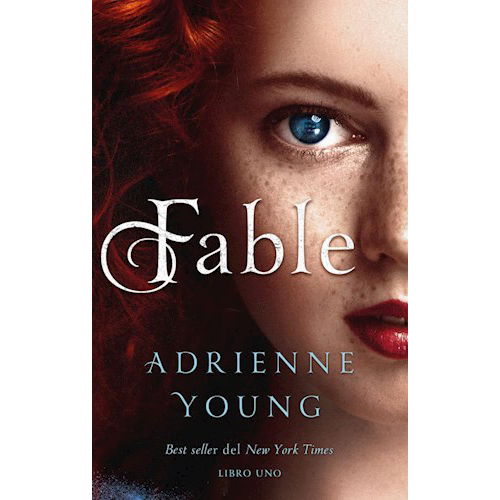 Fable
ADRIENNE
YOUNG
Best seller del New York Times
LIBRO UNO